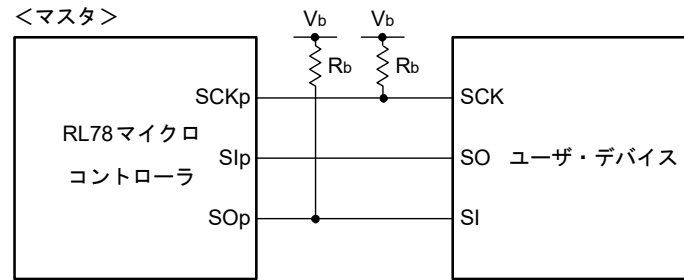 <マスタ>
Vb Vb
Rb Rb
SCKp SCK
RL78マイクロ
コントローラ
SIp SO ユーザ・デバイス
SOp SI